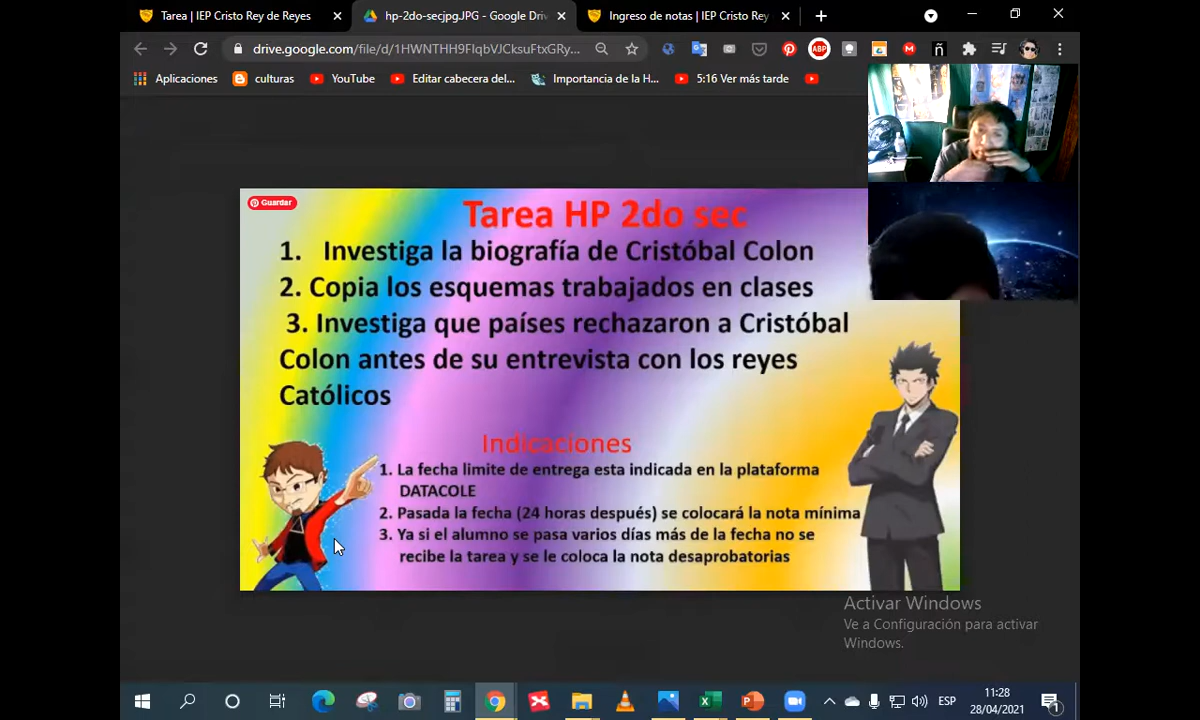 Tarea | IEP Cristo Rey de Reyes
hp-2do-secjpgJPG - Google Driv
Ingreso de notas | IEP Cristo Rey
drive.google.com/file/d/1HWNTHH9FIqbVJCksuFtxGRy...
ABP
M
ñ
Aplicaciones
culturas
YouTube
Editar cabecera del...
Importancia de la H...
5:16 Ver más tarde
Guardar
Tarea HP 2do sec
1. Investiga la biografía de Cristóbal Colon
2. Copia los esquemas trabajados en clases
3. Investiga que países rechazaron a Cristóbal
Colon antes de su entrevista con los reyes
Católicos
Indicaciones
1. La fecha limite de entrega esta indicada en la plataforma
DATACOLE
2. Pasada la fecha (24 horas después) se colocará la nota mínima
3. Ya si el alumno se pasa varios días más de la fecha no se
recibe la tarea y se le coloca la nota desaprobatorias
Activar Windows
Ve a Configuración para activar
Windows.
ESP
11:28
28/04/2021
1